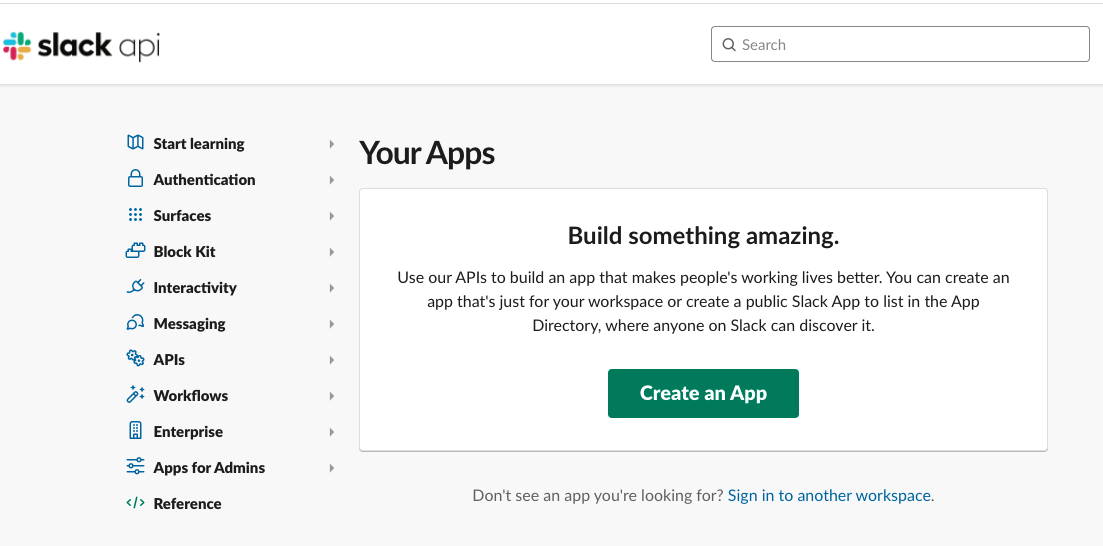 slack api
Search
Start learning
Authentication
Surfaces
Block Kit
Interactivity
Messaging
APIs
Workflows
Enterprise
Apps for Admins
Reference
Your Apps
Build something amazing.
Use our APIs to build an app that makes people's working lives better. You can create an
app that's just for your workspace or create a public Slack App to list in the App
Directory, where anyone on Slack can discover it.
Create an App
Don't see an app you're looking for? Sign in to another workspace.